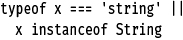 typeof x === 'string' ||
  x instanceof String